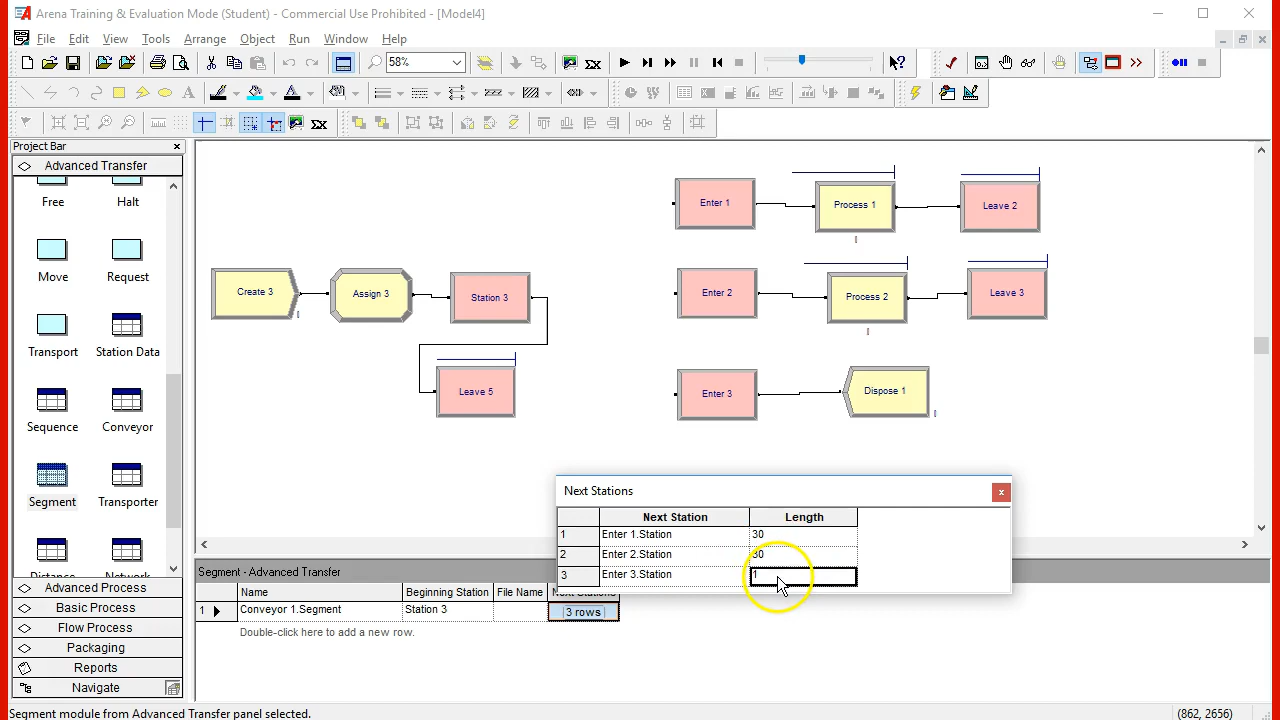 Arena Training & Evaluation Mode (Student) - Commercial Use Prohibited - [Model4]
File Edit View Tools Arrange Object Run Window Help
58%
Project Bar
Advanced Transfer
Free Halt
Move Request
Transport Station Data
Sequence Conveyor
Segment Transporter
Distance Network
Advanced Process
Basic Process
Flow Process
Packaging
Reports
Navigate
Enter 1 Process 1 Leave 2
Create 3 Assign 3 Station 3
Enter 2 Process 2 Leave 3
Leave 5
Enter 3 Dispose 1
Next Stations
x
Next Station Length
1 Enter 1.Station 30
2 Enter 2.Station 30
3 Enter 3.Station 1
Segment - Advanced Transfer
Name Beginning Station File Name Next Stations
1 Conveyor 1.Segment Station 3 3 rows
Double-click here to add a new row.
Segment module from Advanced Transfer panel selected.
(862, 2656)